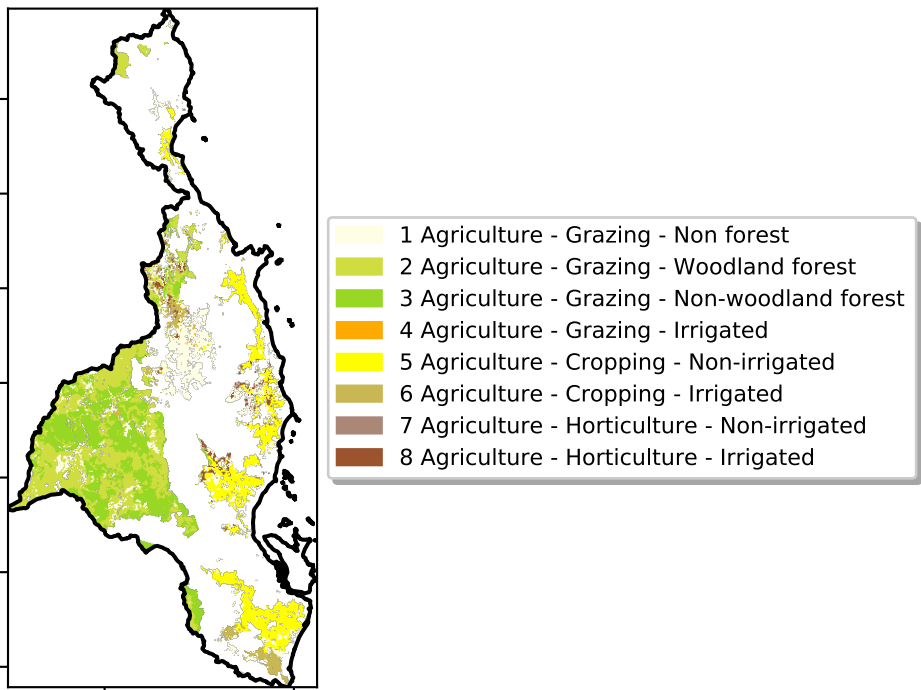 1 Agriculture - Grazing - Non forest
2 Agriculture - Grazing - Woodland forest
3 Agriculture - Grazing - Non-woodland forest
4 Agriculture - Grazing - Irrigated
5 Agriculture - Cropping - Non-irrigated
6 Agriculture - Cropping - Irrigated
7 Agriculture - Horticulture - Non-irrigated
8 Agriculture - Horticulture - Irrigated